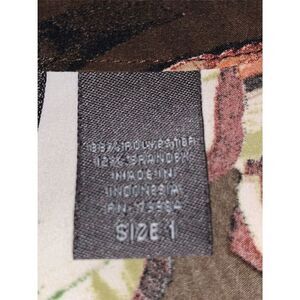 88% POLYESTER
12% SPANDEX
MADE IN
INDONESIA
SIZE 1